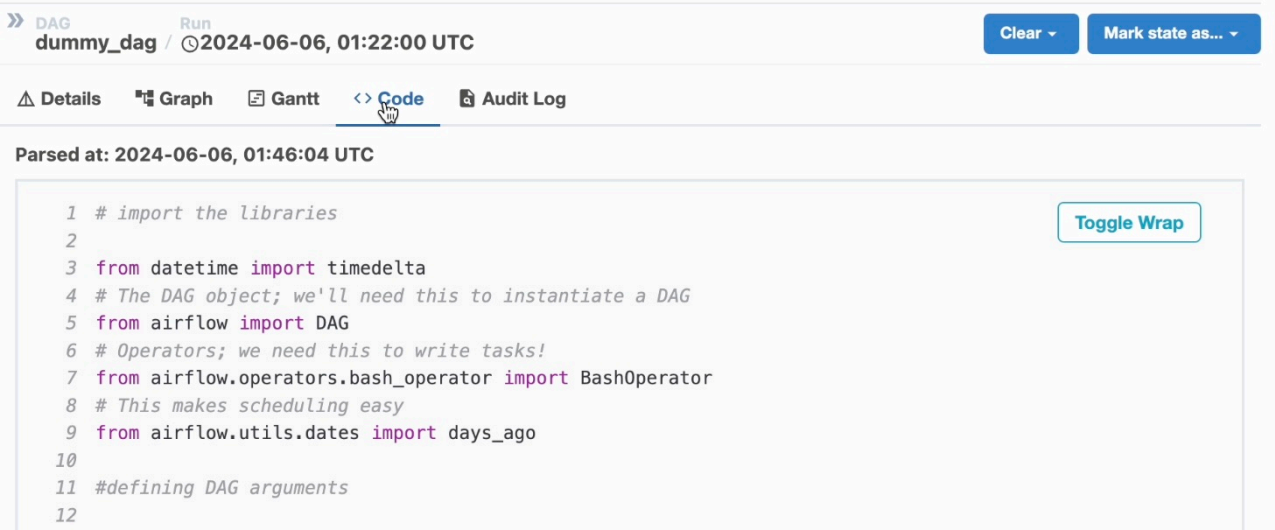 DAG Run
dummy_dag / 2024-06-06, 01:22:00 UTC
Clear Mark state as...
Details Graph Gantt <> Code Audit Log
Parsed at: 2024-06-06, 01:46:04 UTC
Toggle Wrap
1 # import the libraries
2
3 from datetime import timedelta
4 # The DAG object; we'll need this to instantiate a DAG
5 from airflow import DAG
6 # Operators; we need this to write tasks!
7 from airflow.operators.bash_operator import BashOperator
8 # This makes scheduling easy
9 from airflow.utils.dates import days_ago
10
11 #defining DAG arguments
12